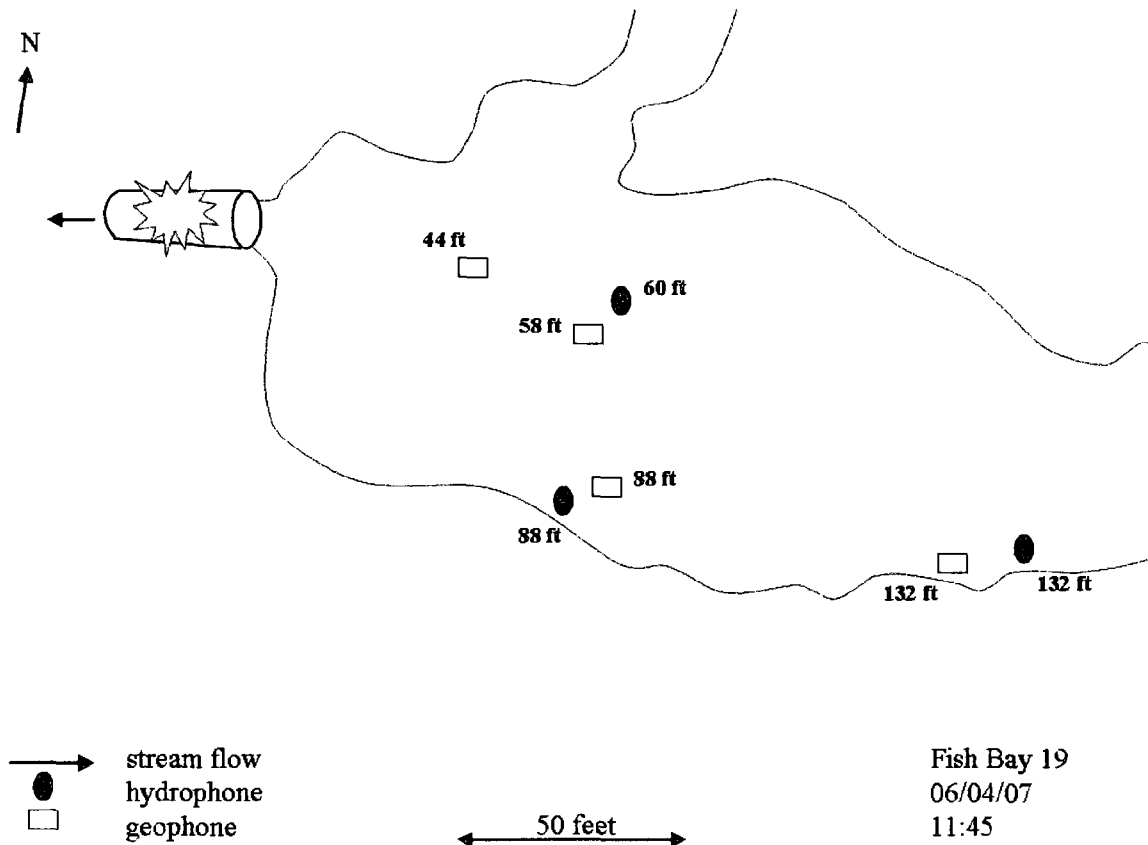 N
44 ft
60 ft
58 ft
88 ft
88 ft
132 ft
132 ft
stream flow
hydrophone
geophone
50 feet
Fish Bay 19
06/04/07
11:45